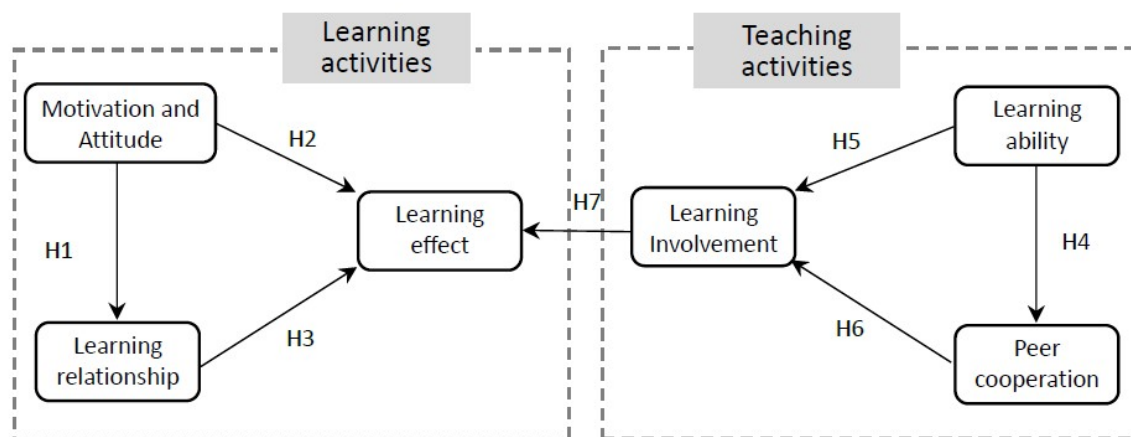 Learning
activities
Teaching
activities
Motivation and
Attitude
H2
H1
Learning
effect
H3
Learning
relationship
H7
Learning
Involvement
H5
Learning
ability
H4
H6
Peer
cooperation